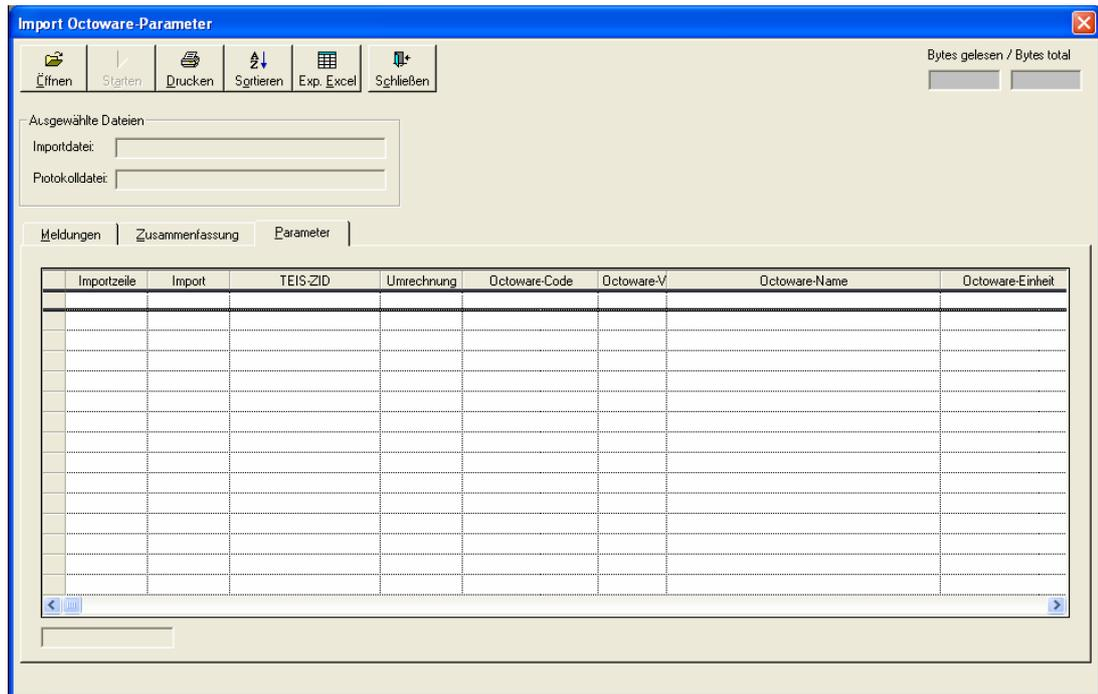 Import Octoware-Parameter
Öffnen Starten Drucken Sortieren Exp. Excel Schließen
Bytes gelesen / Bytes total
Ausgewählte Dateien
Importdatei:
Protokolldatei:
Meldungen Zusammenfassung Parameter
Importzeile Import TEIS-ZID Umrechnung Octoware-Code Octoware-V Octoware-Name Octoware-Einheit